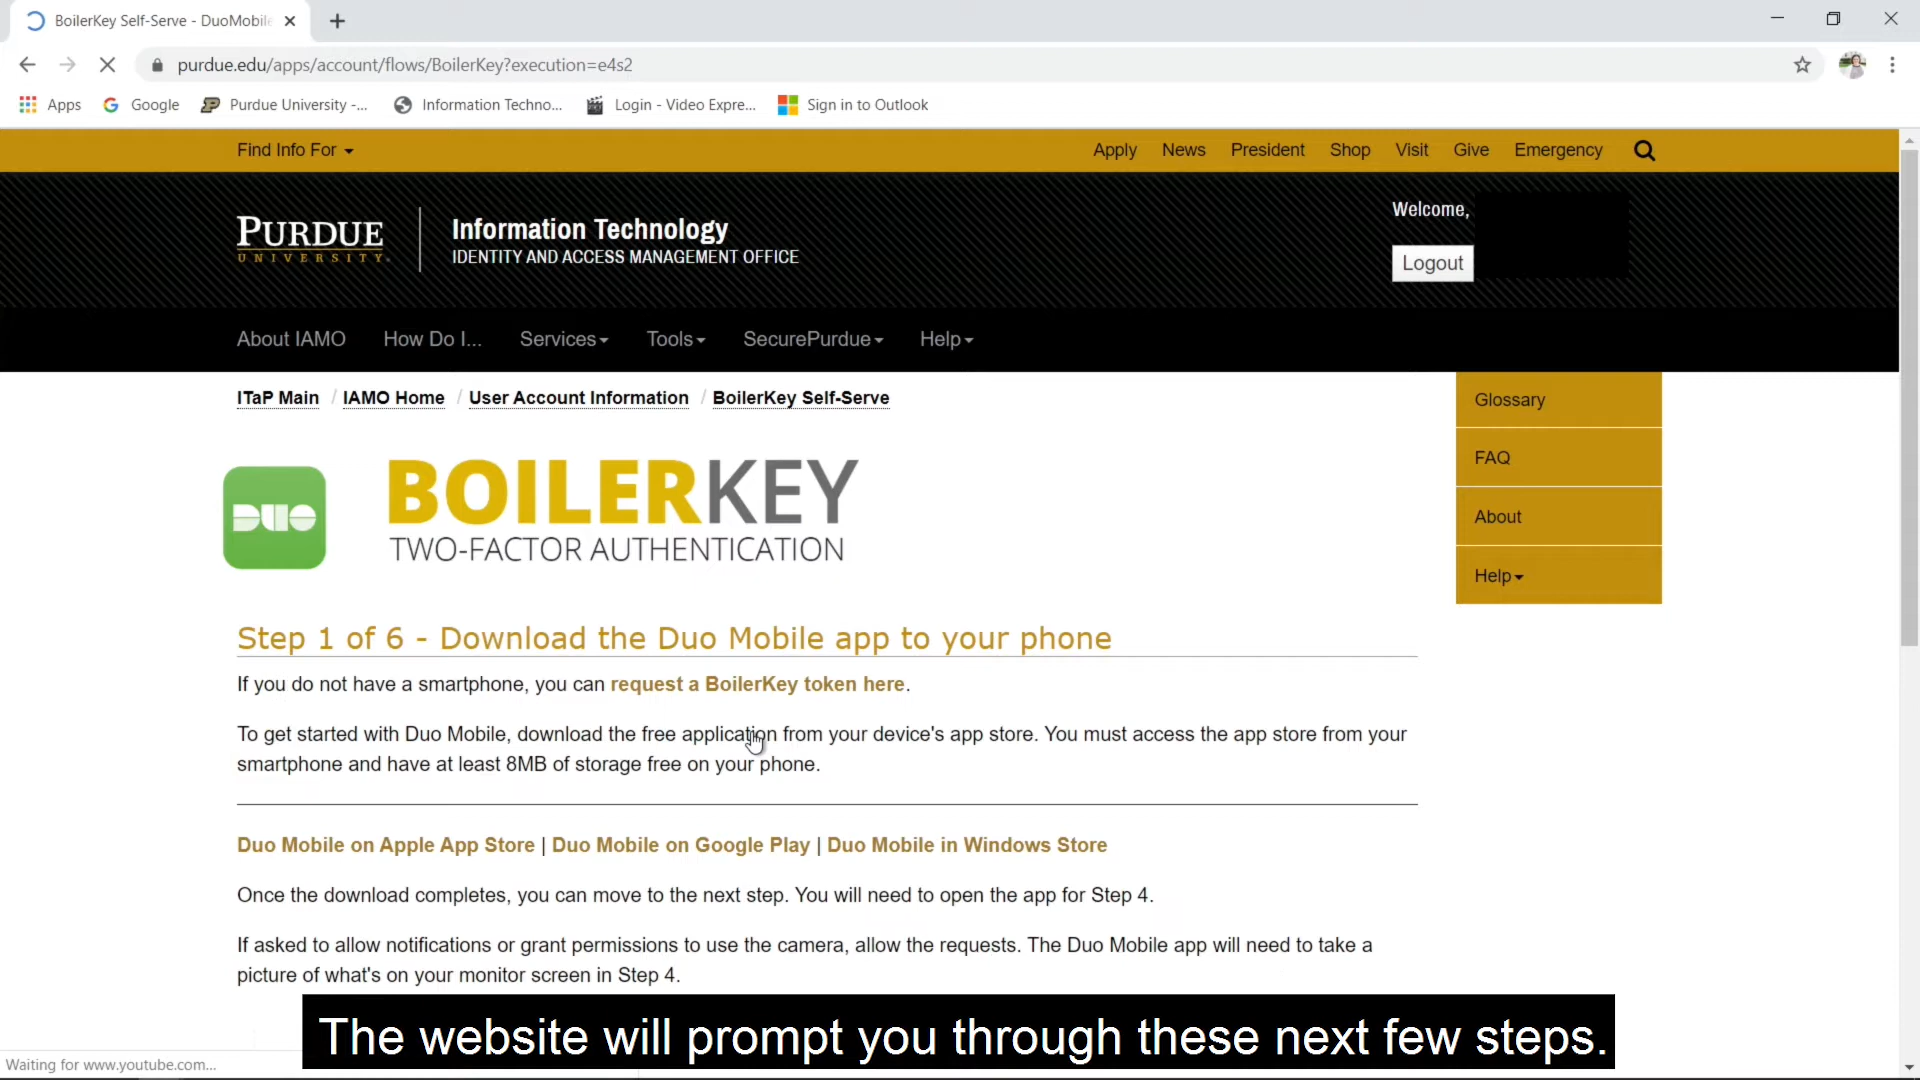 BoilerKey Self-Serve - DuoMobile
purdue.edu/apps/account/flows/BoilerKey?execution=e4s2
Apps Google Purdue University -... Information Techno... Login - Video Expre... Sign in to Outlook
Find Info For Apply News President Shop Visit Give Emergency
PURDUE
UNIVERSITY
Information Technology
IDENTITY AND ACCESS MANAGEMENT OFFICE
Welcome,
Logout
About IAMO How Do I... Services Tools SecurePurdue Help
ITaP Main / IAMO Home / User Account Information / BoilerKey Self-Serve
Glossary
FAQ
About
Help
DUO
BOILERKEY
TWO-FACTOR AUTHENTICATION
Step 1 of 6 - Download the Duo Mobile app to your phone
If you do not have a smartphone, you can request a BoilerKey token here.
To get started with Duo Mobile, download the free application from your device's app store. You must access the app store from your
smartphone and have at least 8MB of storage free on your phone.
Duo Mobile on Apple App Store | Duo Mobile on Google Play | Duo Mobile in Windows Store
Once the download completes, you can move to the next step. You will need to open the app for Step 4.
If asked to allow notifications or grant permissions to use the camera, allow the requests. The Duo Mobile app will need to take a
picture of what's on your monitor screen in Step 4.
The website will prompt you through these next few steps.
Waiting for www.youtube.com...